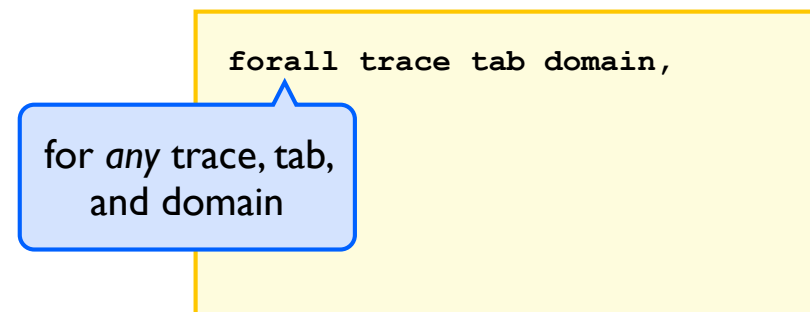 forall trace tab domain,
for any trace, tab,
and domain